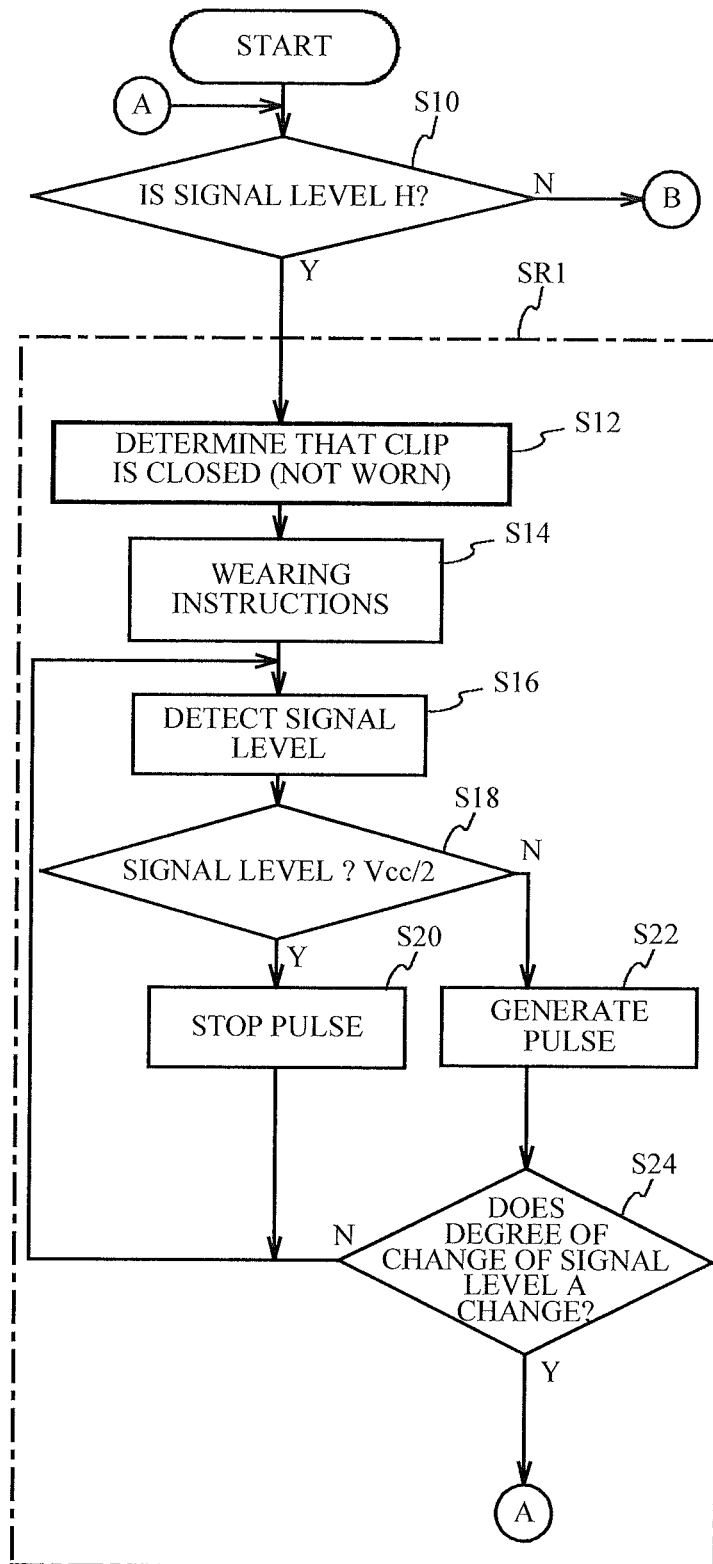 START
A
S10
IS SIGNAL LEVEL H?
N
B
Y
SR1
S12
DETERMINE THAT CLIP
IS CLOSED (NOT WORN)
S14
WEARING
INSTRUCTIONS
S16
DETECT SIGNAL
LEVEL
S18
SIGNAL LEVEL ? Vcc/2
N
Y
S20
STOP PULSE
S22
GENERATE
PULSE
S24
DOES
DEGREE OF
CHANGE OF SIGNAL
LEVEL A
CHANGE?
N
Y
A